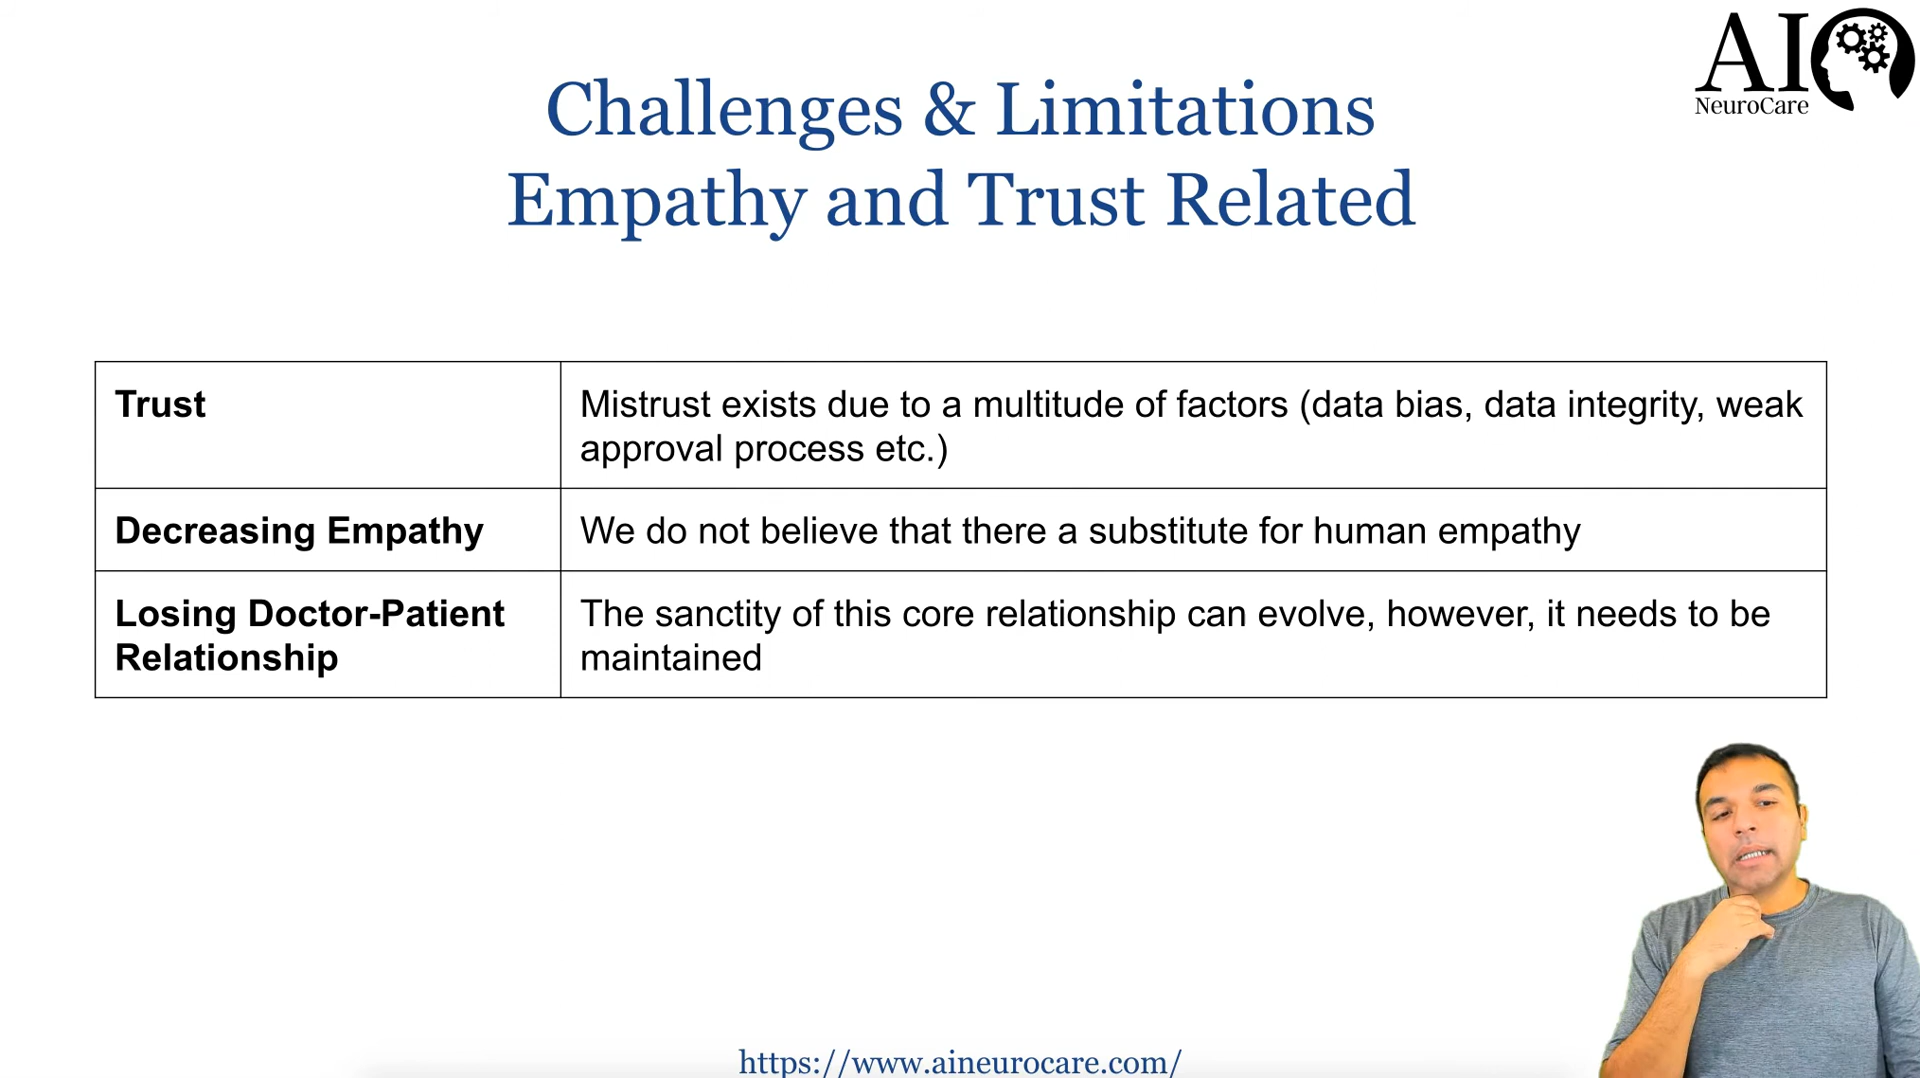 AI
NeuroCare
Challenges & Limitations
Empathy and Trust Related
Trust
Mistrust exists due to a multitude of factors (data bias, data integrity, weak
approval process etc.)
Decreasing Empathy
We do not believe that there a substitute for human empathy
Losing Doctor-Patient
Relationship
The sanctity of this core relationship can evolve, however, it needs to be
maintained
https://www.aineurocare.com/